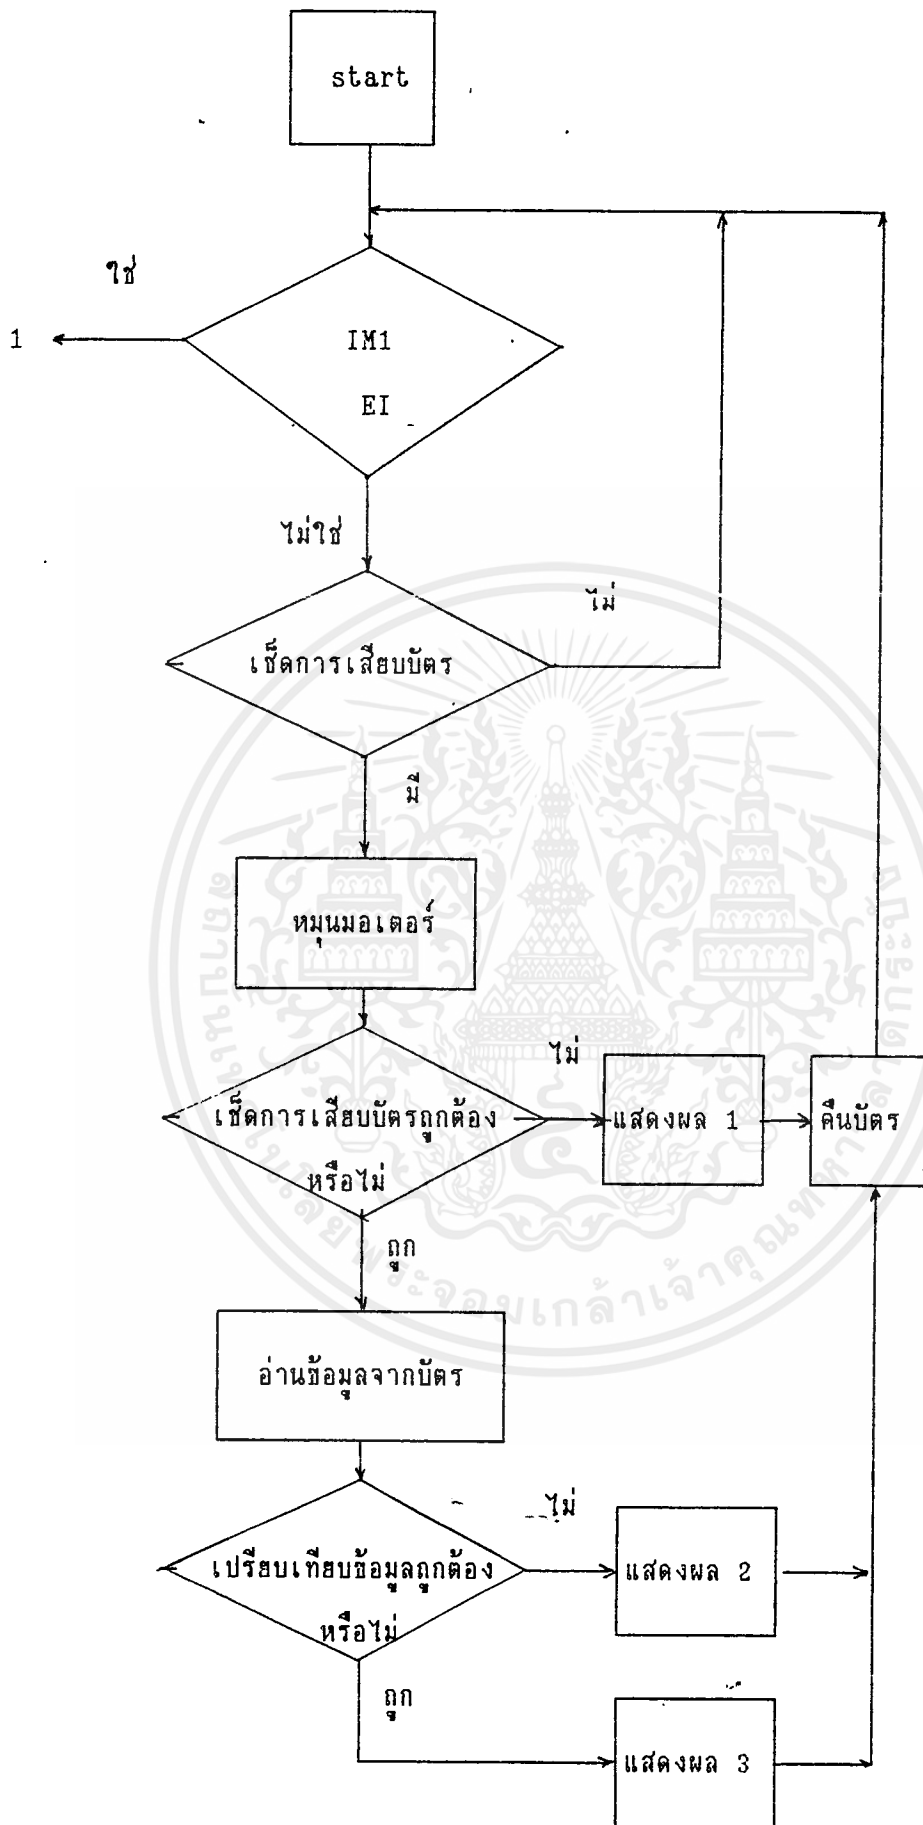 start
ใช่
1
IM1
EI
ไม่ใช่
ไม่
เช็ดการเสียบบัตร
มี
หมุนมอเตอร์
ไม่
เช็ดการเสียบบัตรถูกต้อง
หรือไม่
แสดงผล 1
คืนบัตร
ถูก
อ่านข้อมูลจากบัตร
ไม่
เปรียบเทียบข้อมูลถูกต้อง
หรือไม่
แสดงผล 2
ถูก
แสดงผล 3